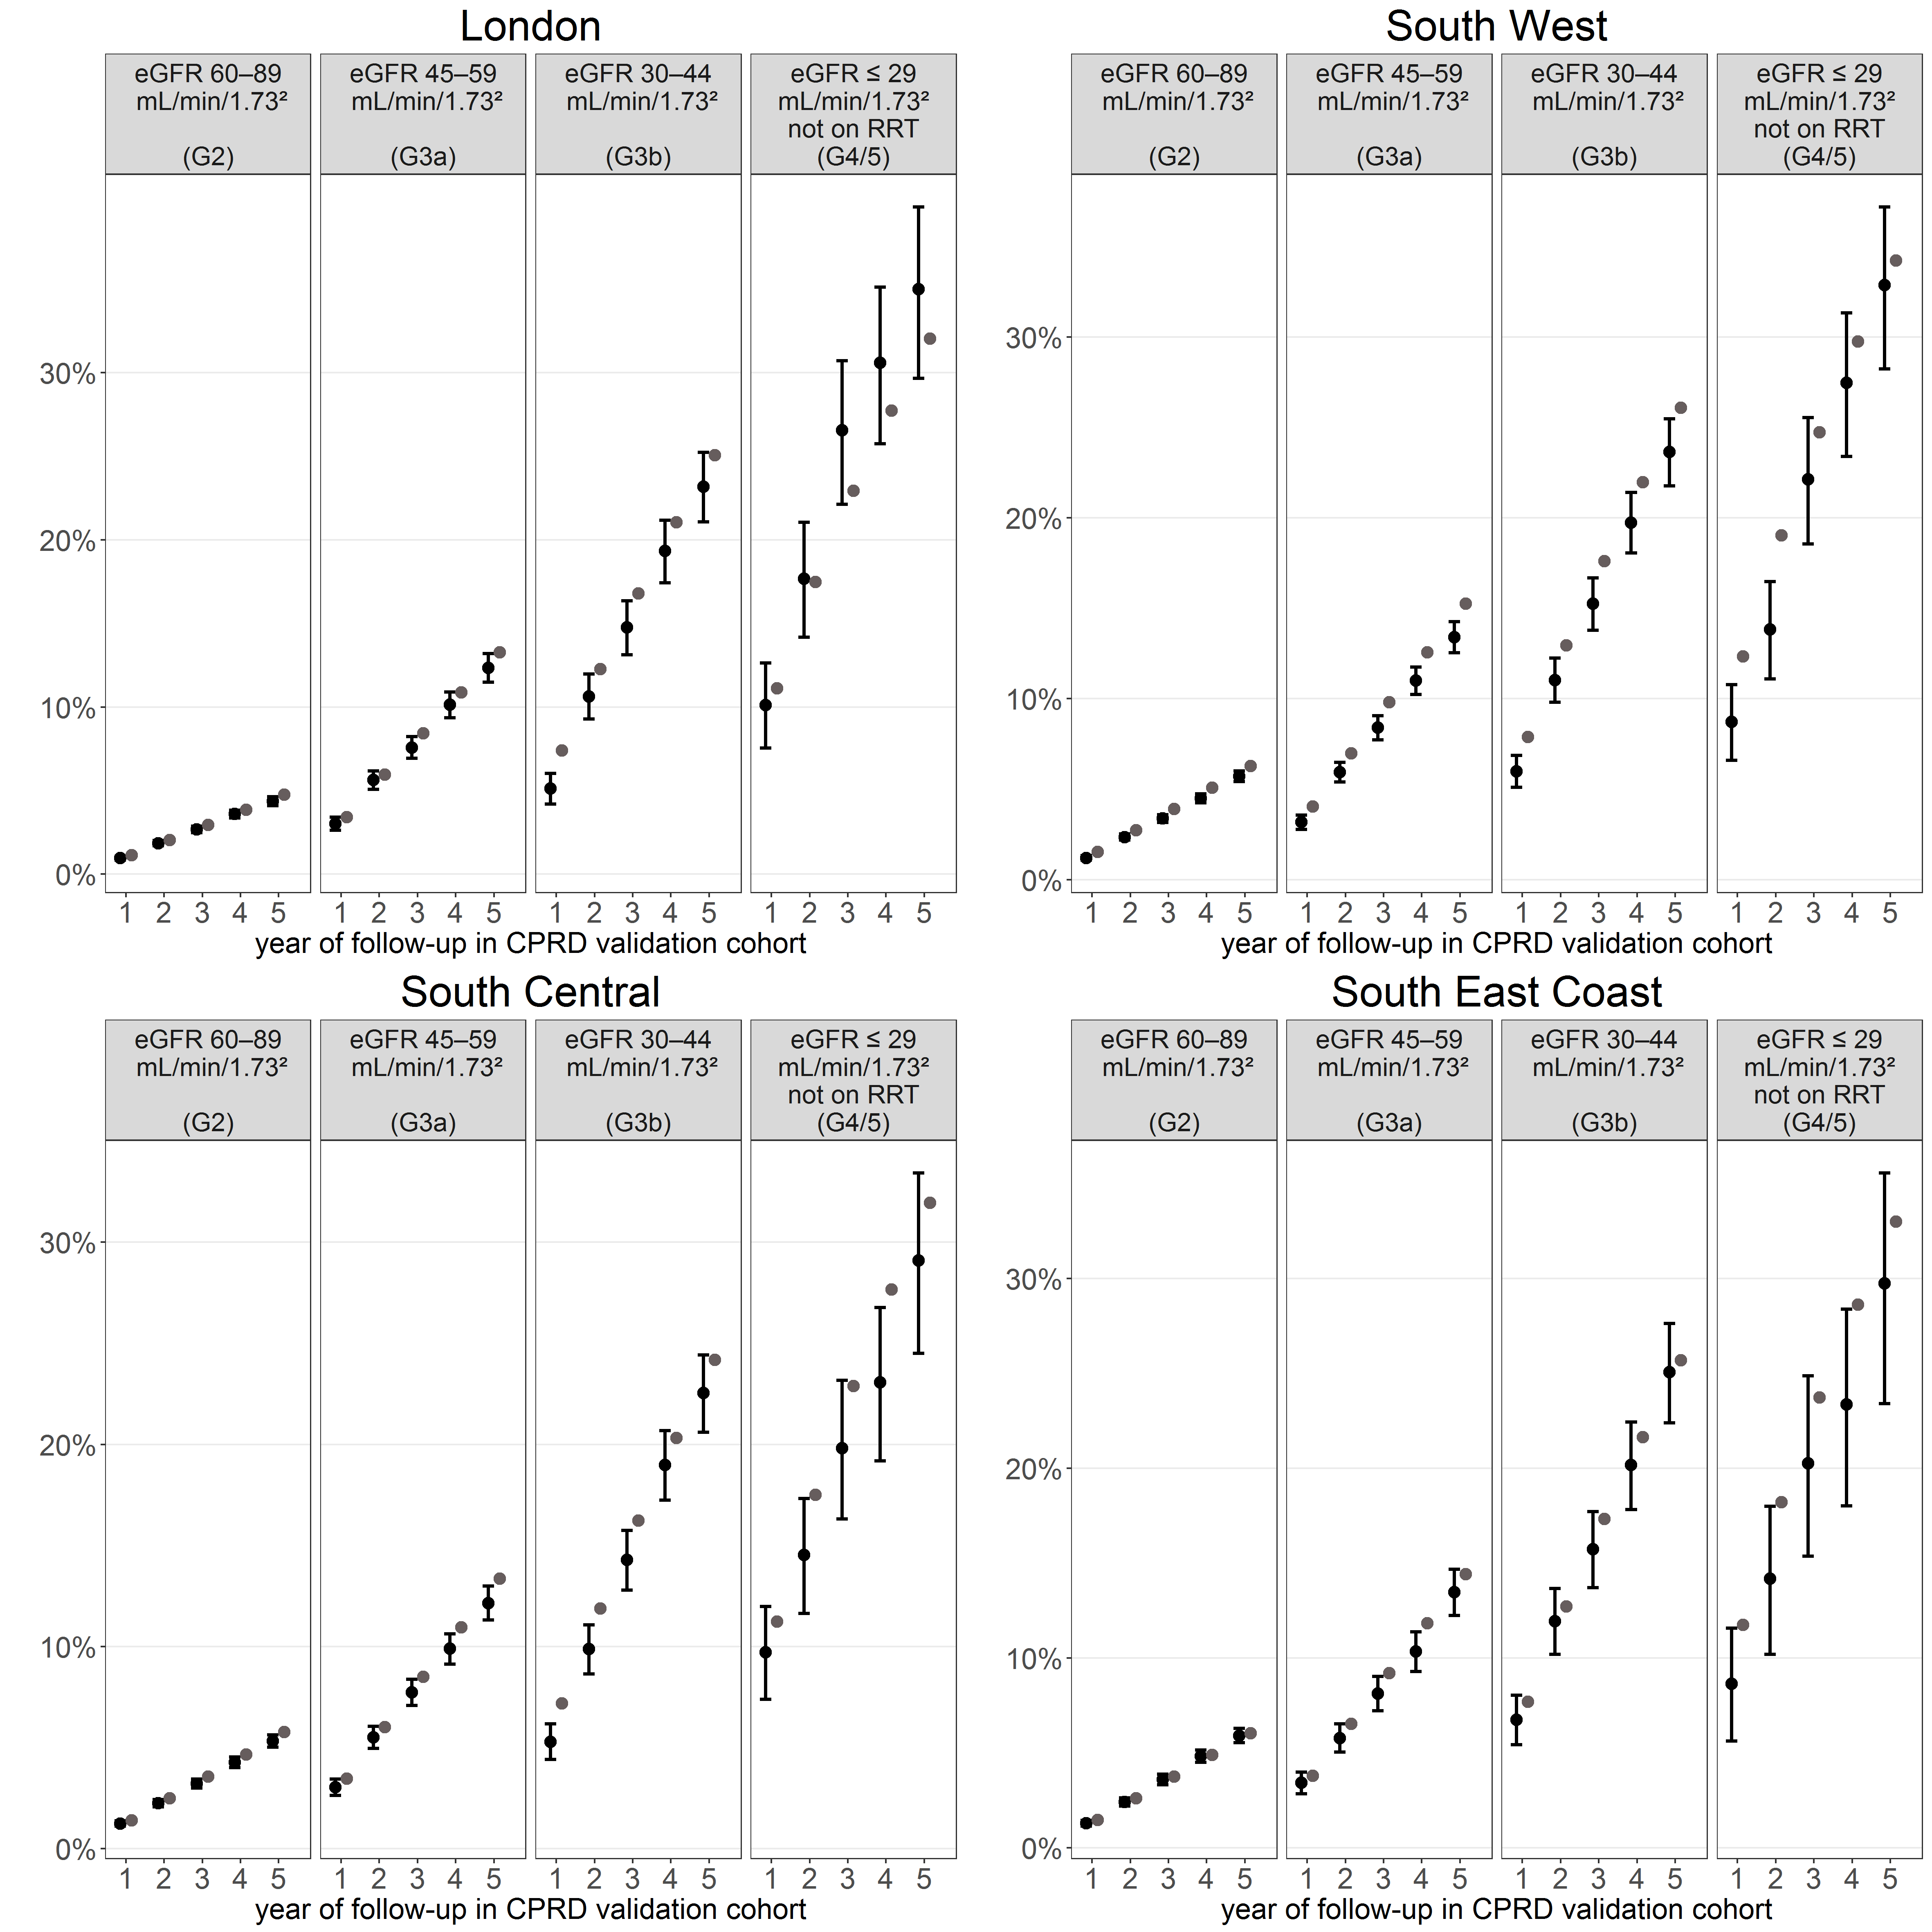 London
eGFR 60–89
mL/min/1.73²
(G2)
eGFR 45–59
mL/min/1.73²
(G3a)
eGFR 30–44
mL/min/1.73²
(G3b)
eGFR ≤ 29
mL/min/1.73²
not on RRT
(G4/5)
30%
20%
10%
0%
1 2 3 4 5 1 2 3 4 5 1 2 3 4 5 1 2 3 4 5
year of follow-up in CPRD validation cohort
South West
eGFR 60–89
mL/min/1.73²
(G2)
eGFR 45–59
mL/min/1.73²
(G3a)
eGFR 30–44
mL/min/1.73²
(G3b)
eGFR ≤ 29
mL/min/1.73²
not on RRT
(G4/5)
30%
20%
10%
0%
1 2 3 4 5 1 2 3 4 5 1 2 3 4 5 1 2 3 4 5
year of follow-up in CPRD validation cohort
South Central
eGFR 60–89
mL/min/1.73²
(G2)
eGFR 45–59
mL/min/1.73²
(G3a)
eGFR 30–44
mL/min/1.73²
(G3b)
eGFR ≤ 29
mL/min/1.73²
not on RRT
(G4/5)
30%
20%
10%
0%
1 2 3 4 5 1 2 3 4 5 1 2 3 4 5 1 2 3 4 5
year of follow-up in CPRD validation cohort
South East Coast
eGFR 60–89
mL/min/1.73²
(G2)
eGFR 45–59
mL/min/1.73²
(G3a)
eGFR 30–44
mL/min/1.73²
(G3b)
eGFR ≤ 29
mL/min/1.73²
not on RRT
(G4/5)
30%
20%
10%
0%
1 2 3 4 5 1 2 3 4 5 1 2 3 4 5 1 2 3 4 5
year of follow-up in CPRD validation cohort